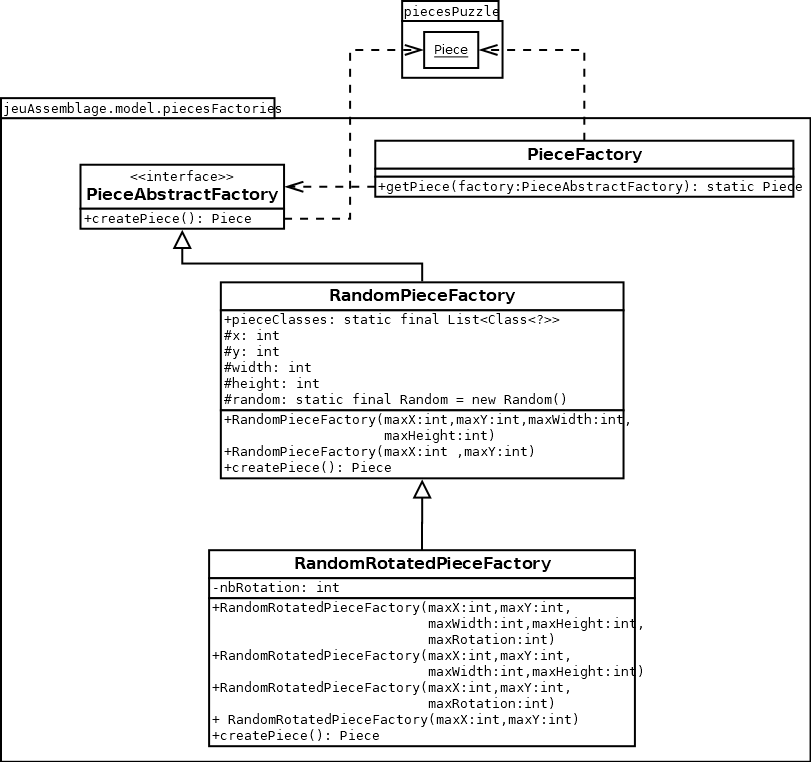 piecesPuzzle
Piece
jeuAssemblage.model.piecesFactories
PieceFactory
+getPiece(factory:PieceAbstractFactory): static Piece
<<interface>>
PieceAbstractFactory
+createPiece(): Piece
RandomPieceFactory
+pieceClasses: static final List<Class<?>>
#x: int
#y: int
#width: int
#height: int
#random: static final Random = new Random()
+RandomPieceFactory(maxX:int,maxY:int,maxWidth:int,
maxHeight:int)
+RandomPieceFactory(maxX:int ,maxY:int)
+createPiece(): Piece
RandomRotatedPieceFactory
-nbRotation: int
+RandomRotatedPieceFactory(maxX:int,maxY:int,
maxWidth:int,maxHeight:int,
maxRotation:int)
+RandomRotatedPieceFactory(maxX:int,maxY:int,
maxWidth:int,maxHeight:int)
+RandomRotatedPieceFactory(maxX:int,maxY:int,
maxRotation:int)
+ RandomRotatedPieceFactory(maxX:int,maxY:int)
+createPiece(): Piece